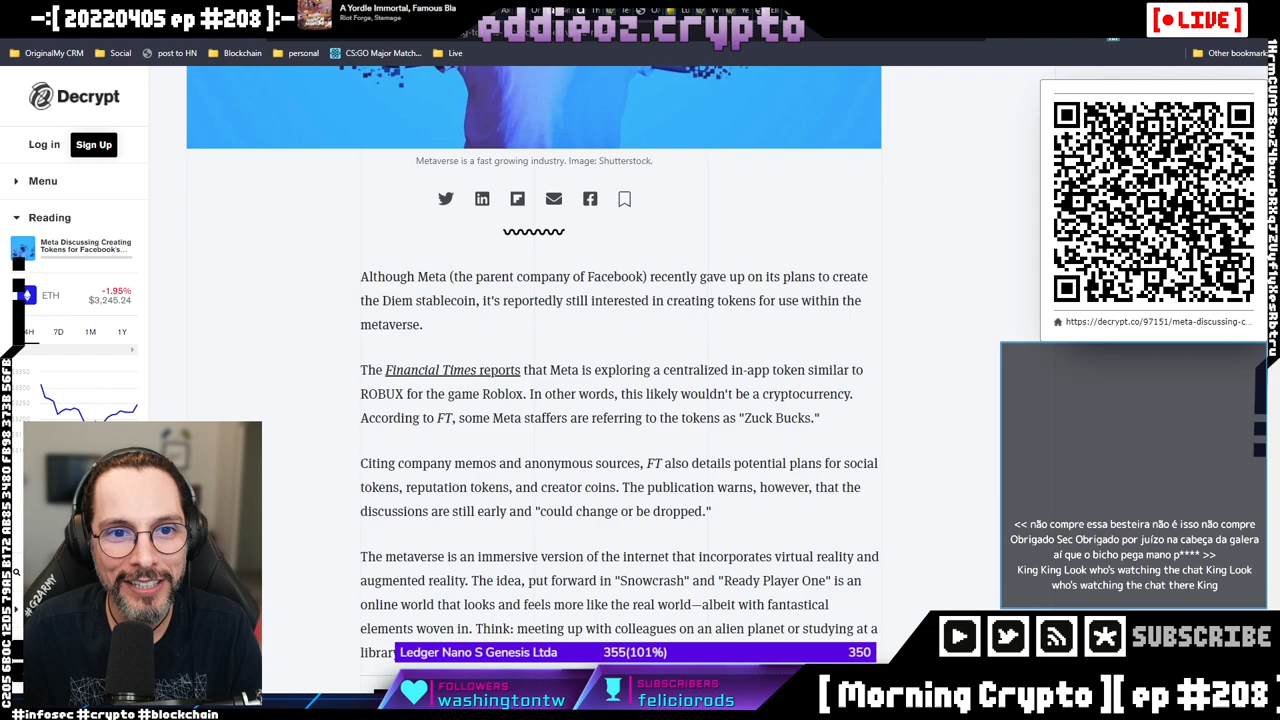 -:[ 20220405 ep #208 ]:-
A Yordle Immortal, Famous Bla
Riot Forge, Stemage
eddieoz.crypto
[● LIVE]
OriginalMy CRM
Social
post to HN
Blockchain
personal
CS:GO Major Match...
Live
Other bookmark
Decrypt
Log in
Sign Up
Menu
Reading
Meta Discussing Creating
Tokens for Facebook's...
ETH
-1.95%
$3,245.24
4H
7D
1M
1Y
Metaverse is a fast growing industry. Image: Shutterstock.
Although Meta (the parent company of Facebook) recently gave up on its plans to create
the Diem stablecoin, it's reportedly still interested in creating tokens for use within the
metaverse.
The Financial Times reports that Meta is exploring a centralized in-app token similar to
ROBUX for the game Roblox. In other words, this likely wouldn't be a cryptocurrency.
According to FT, some Meta staffers are referring to the tokens as "Zuck Bucks."
Citing company memos and anonymous sources, FT also details potential plans for social
tokens, reputation tokens, and creator coins. The publication warns, however, that the
discussions are still early and "could change or be dropped."
The metaverse is an immersive version of the internet that incorporates virtual reality and
augmented reality. The idea, put forward in "Snowcrash" and "Ready Player One" is an
online world that looks and feels more like the real world—albeit with fantastical
elements woven in. Think: meeting up with colleagues on an alien planet or studying at a
library
https://decrypt.co/97151/meta-discussing-c...
<< não compre essa besteira não é isso não compre
Obrigado Sec Obrigado por juízo na cabeça da galera
aí que o bicho pega mano p**** >>
King King Look who's watching the chat King Look
who's watching the chat there King
Ledger Nano S Genesis Ltda 355(101%) 350
FOLLOWERS
washingtontw
SUBSCRIBERS
feliciorods
SUBSCRIBE
[ Morning Crypto ][ ep #208 ]
#infosec #crypto #blockchain